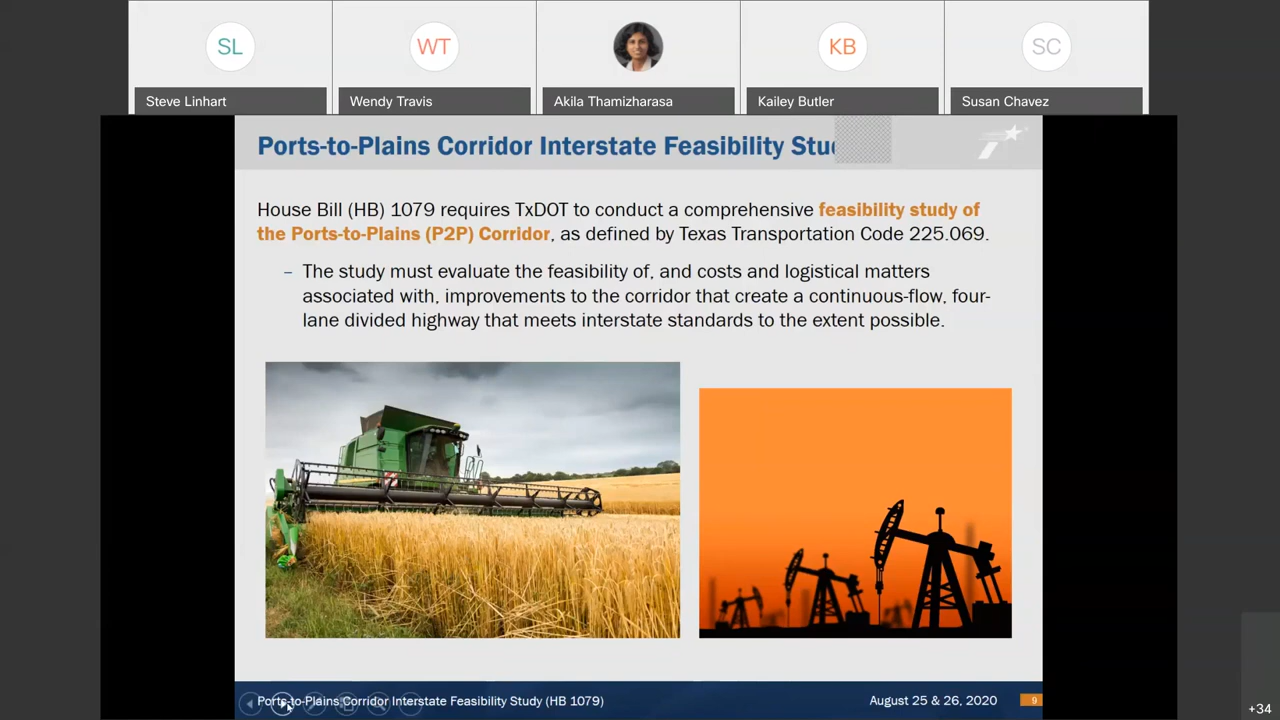 SL
WT
KB
SC
Steve Linhart
Wendy Travis
Akila Thamizharasa
Kailey Butler
Susan Chavez
Ports-to-Plains Corridor Interstate Feasibility
House Bill (HB) 1079 requires TxDOT to conduct a comprehensive feasibility study of
the Ports-to-Plains (P2P) Corridor, as defined by Texas Transportation Code 225.069.
– The study must evaluate the feasibility of, and costs and logistical matters
associated with, improvements to the corridor that create a continuous-flow, four-
lane divided highway that meets interstate standards to the extent possible.
Ports-to-Plains Corridor Interstate Feasibility Study (HB 1079)
August 25 & 26, 2020
9
+34